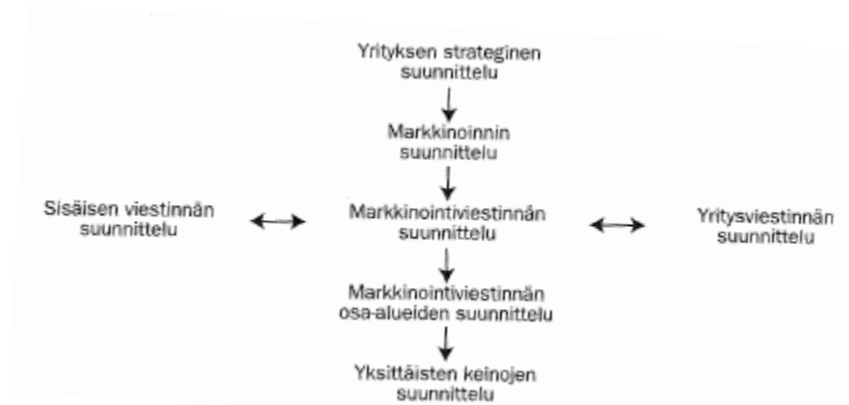 Yrityksen strateginen
suunnittelu
Markkinoinnin
suunnittelu
Sisäisen viestinnän
suunnittelu
Markkinointiviestinnän
suunnittelu
Yritysviestinnän
suunnittelu
Markkinointiviestinnän
osa-alueiden suunnittelu
Yksittäisten keinojen
suunnittelu